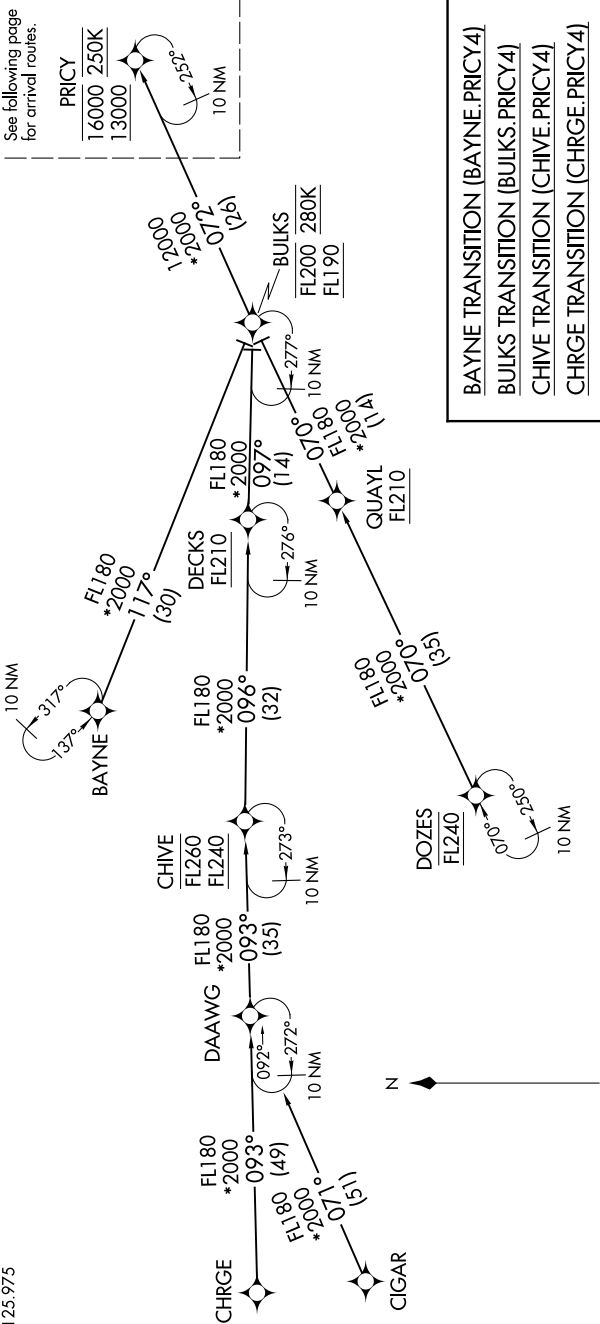 125.975
See following page
for arrival routes.
PRICY
16000 250K
13000
252°
10 NM
12000
*2000
072°
(26)
BULKS
FL200 280K
FL190
277°
10 NM
FL180
*2000
117°
(30)
10 NM
317°
137°
BAYNE
FL180
*2000
097°
(14)
DECKS
FL210
276°
10 NM
070°
FL180
*2000
(14)
QUAYL
FL210
FL180
*2000
096°
(32)
FL180
*2000
070°
(35)
CHIVE
FL260
FL240
273°
10 NM
DOZES
FL240
070°
250°
10 NM
FL180
*2000
093°
(35)
DAAWG
092°
272°
10 NM
FL180
*2000
093°
(49)
CHRGE
FL180
*2000
071°
(51)
CIGAR
N
BAYNE TRANSITION (BAYNE.PRICY4)
BULKS TRANSITION (BULKS.PRICY4)
CHIVE TRANSITION (CHIVE.PRICY4)
CHRGE TRANSITION (CHRGE.PRICY4)